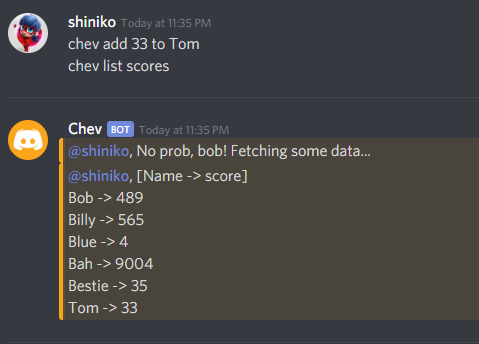 shiniko Today at 11:35 PM
chev add 33 to Tom
chev list scores
Chev BOT Today at 11:35 PM
@shiniko, No prob, bob! Fetching some data...
@shiniko, [Name -> score]
Bob -> 489
Billy -> 565
Blue -> 4
Bah -> 9004
Bestie -> 35
Tom -> 33